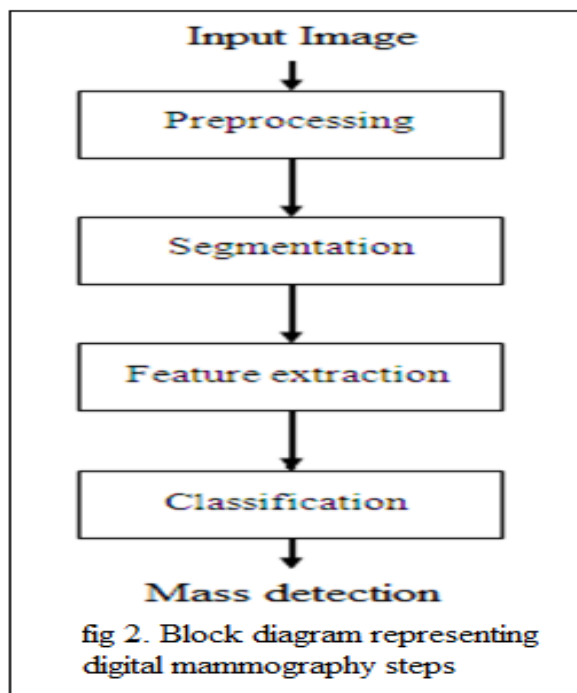 Input Image
Preprocessing
Segmentation
Feature extraction
Classification
Mass detection
fig 2. Block diagram representing
digital mammography steps